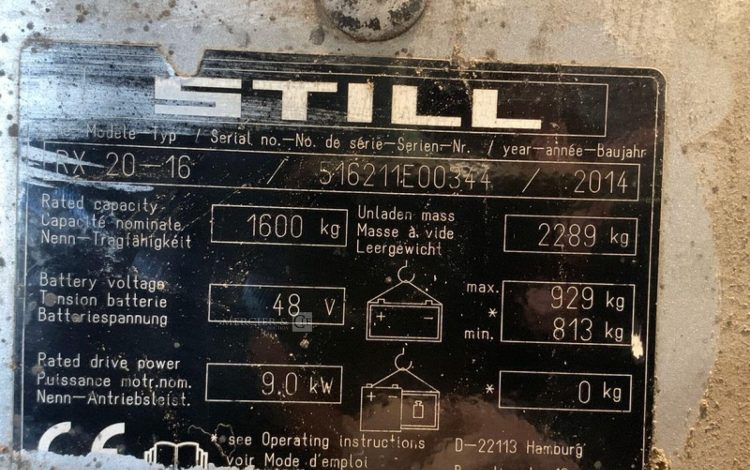 STILL
Modèle-Typ / Serial no.-No. de série-Serien-Nr. / year-année-Baujahr
RX 20-16 / 516211E00344 / 2014
Rated capacity
Capacité nominale
Nenn-Tragfähigkeit
1600 kg
Unladen mass
Masse à vide
Leergewicht
2289 kg
Battery voltage
Tension batterie
Batteriespannung
48 V
+ -
max. 929 kg
*
min. 813 kg
Rated drive power
Puissance motr.nom.
Nenn-Antriebsleist.
9.0 kW
+
* 0 kg
CE
* see Operating instructions
voir Mode d'emploi
D-22113 Hamburg